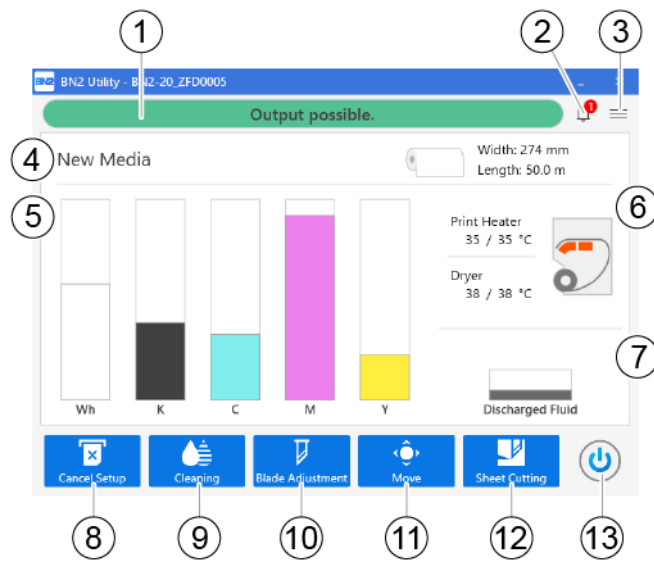 1
2
3
BN2
BN2 Utility - BN2-20_ZFD0005
Output possible.
1
4
New Media
Width: 274 mm
Length: 50.0 m
5
6
Print Heater
35 / 35 °C
Dryer
38 / 38 °C
7
Wh K C M Y
Discharged Fluid
Cancel Setup
Cleaning
Blade Adjustment
Move
Sheet Cutting
8
9
10
11
12
13